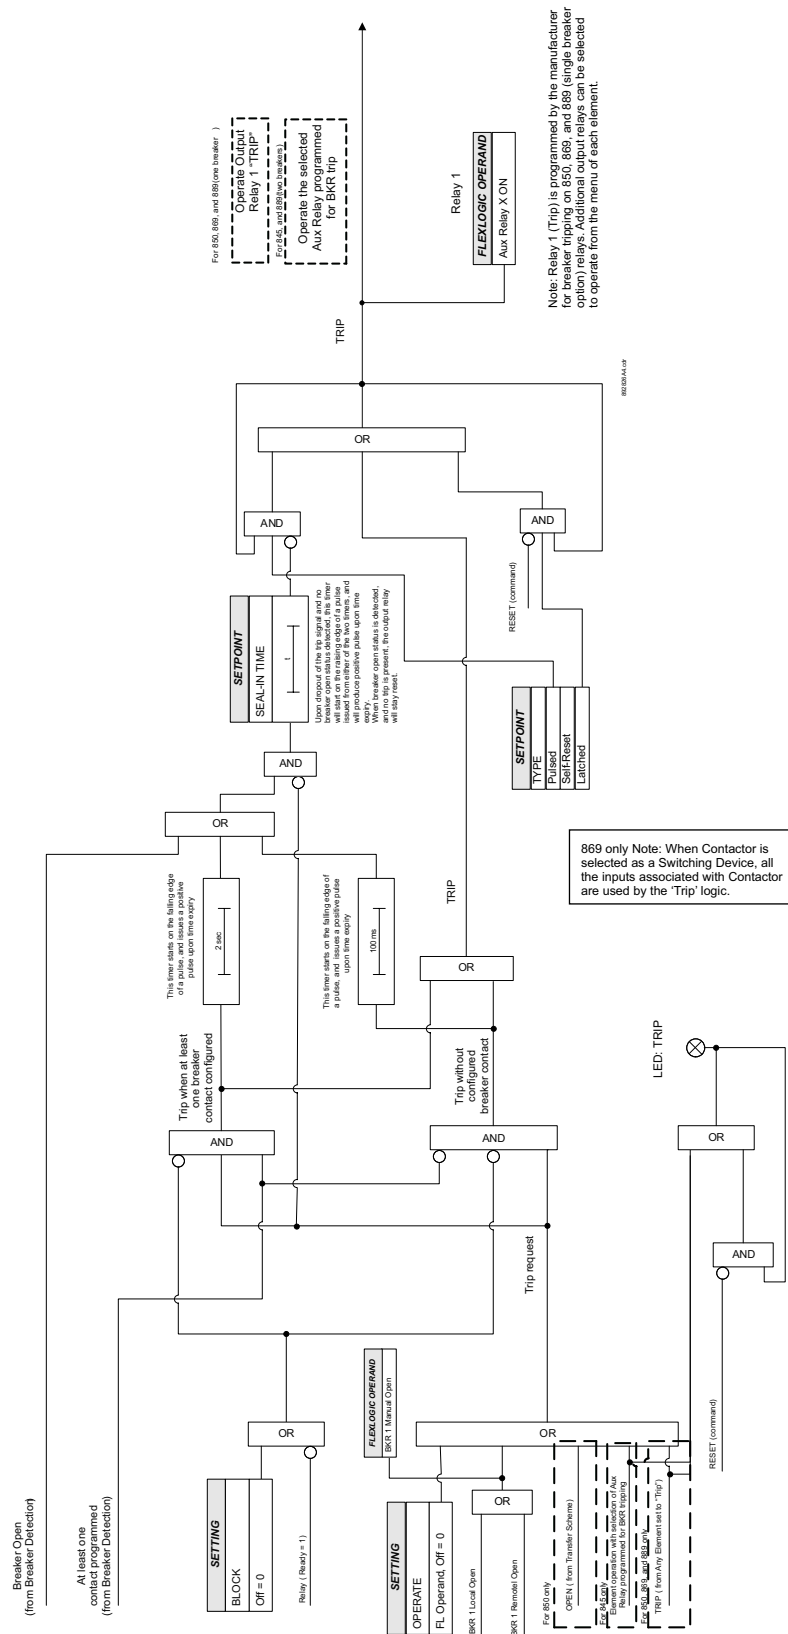 For 850, 869, and 889(one breaker )
Operate Output
Relay 1 "TRIP"
For 845, and 889(two breakers)
Operate the selected
Aux Relay programmed
for BKR trip
Relay 1
FLEXLOGIC OPERAND
Aux Relay X ON
Note: Relay 1 (Trip) is programmed by the manufacturer
for breaker tripping on 850, 869, and 889 (single breaker
option) relays. Additional output relays can be selected
to operate from the menu of each element.
TRIP
892826A4.cdr
OR
AND
AND
RESET (command)
SETPOINT
SEAL-IN TIME
t
Upon dropout of the trip signal and no
breaker open status detected, this timer
will start on the raising edge of a pulse
issued from either of the two timers, and
will produce positive pulse upon time
expiry.
When breaker open status is detected,
and no trip is present, the output relay
will stay reset.
SETPOINT
TYPE
Pulsed
Self-Reset
Latched
AND
OR
869 only Note: When Contactor is
selected as a Switching Device, all
the inputs associated with Contactor
are used by the 'Trip' logic.
This timer starts on the falling edge
of a pulse, and issues a positive
pulse upon time expiry
2 sec
This timer starts on the falling edge of
a pulse, and issues a positive pulse
upon time expiry
100 ms
TRIP
OR
Trip when at least
one breaker
contact configured
Trip without
configured
breaker contact
LED: TRIP
AND
AND
OR
AND
Trip request
RESET (command)
Breaker Open
(from Breaker Detection)
At least one
contact programmed
(from Breaker Detection)
SETTING
BLOCK
Off = 0
Relay ( Ready = 1)
OR
FLEXLOGIC OPERAND
BKR 1 Manual Open
SETTING
OPERATE
FL Operand, Off = 0
OR
OR
BKR 1 Local Open
BKR 1 Remotel Open
For 850 only
OPEN ( from Transfer Scheme)
For 845 only
Element operation with selection of Aux
Relay programmed for BKR tripping
For 850, 869, and 889 only
TRIP ( from Any Element set to "Trip")